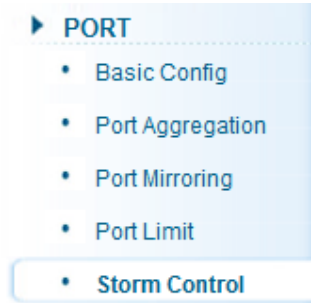 PORT
Basic Config
Port Aggregation
Port Mirroring
Port Limit
Storm Control